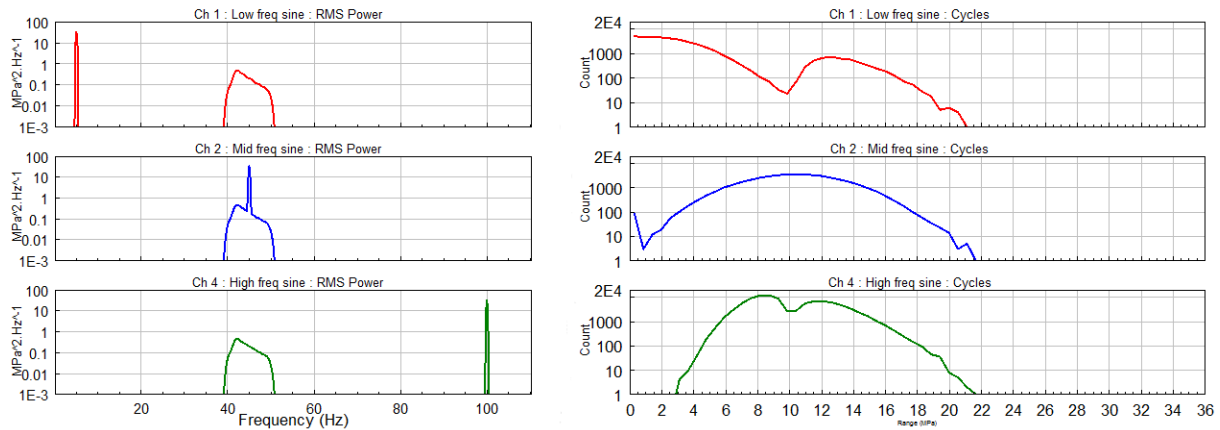 Ch 1 : Low freq sine : RMS Power
100
10
1
0.1
0.01
1E-3
MPa^2.Hz^-1
Ch 2 : Mid freq sine : RMS Power
100
10
1
0.1
0.01
1E-3
MPa^2.Hz^-1
Ch 4 : High freq sine : RMS Power
100
10
1
0.1
0.01
1E-3
MPa^2.Hz^-1
20 40 60 80 100
Frequency (Hz)
Ch 1 : Low freq sine : Cycles
2E4
1000
100
10
1
Count
Ch 2 : Mid freq sine : Cycles
2E4
1000
100
10
1
Count
Ch 4 : High freq sine : Cycles
2E4
1000
100
10
1
Count
0 2 4 6 8 10 12 14 16 18 20 22 24 26 28 30 32 34 36
Range (MPa)